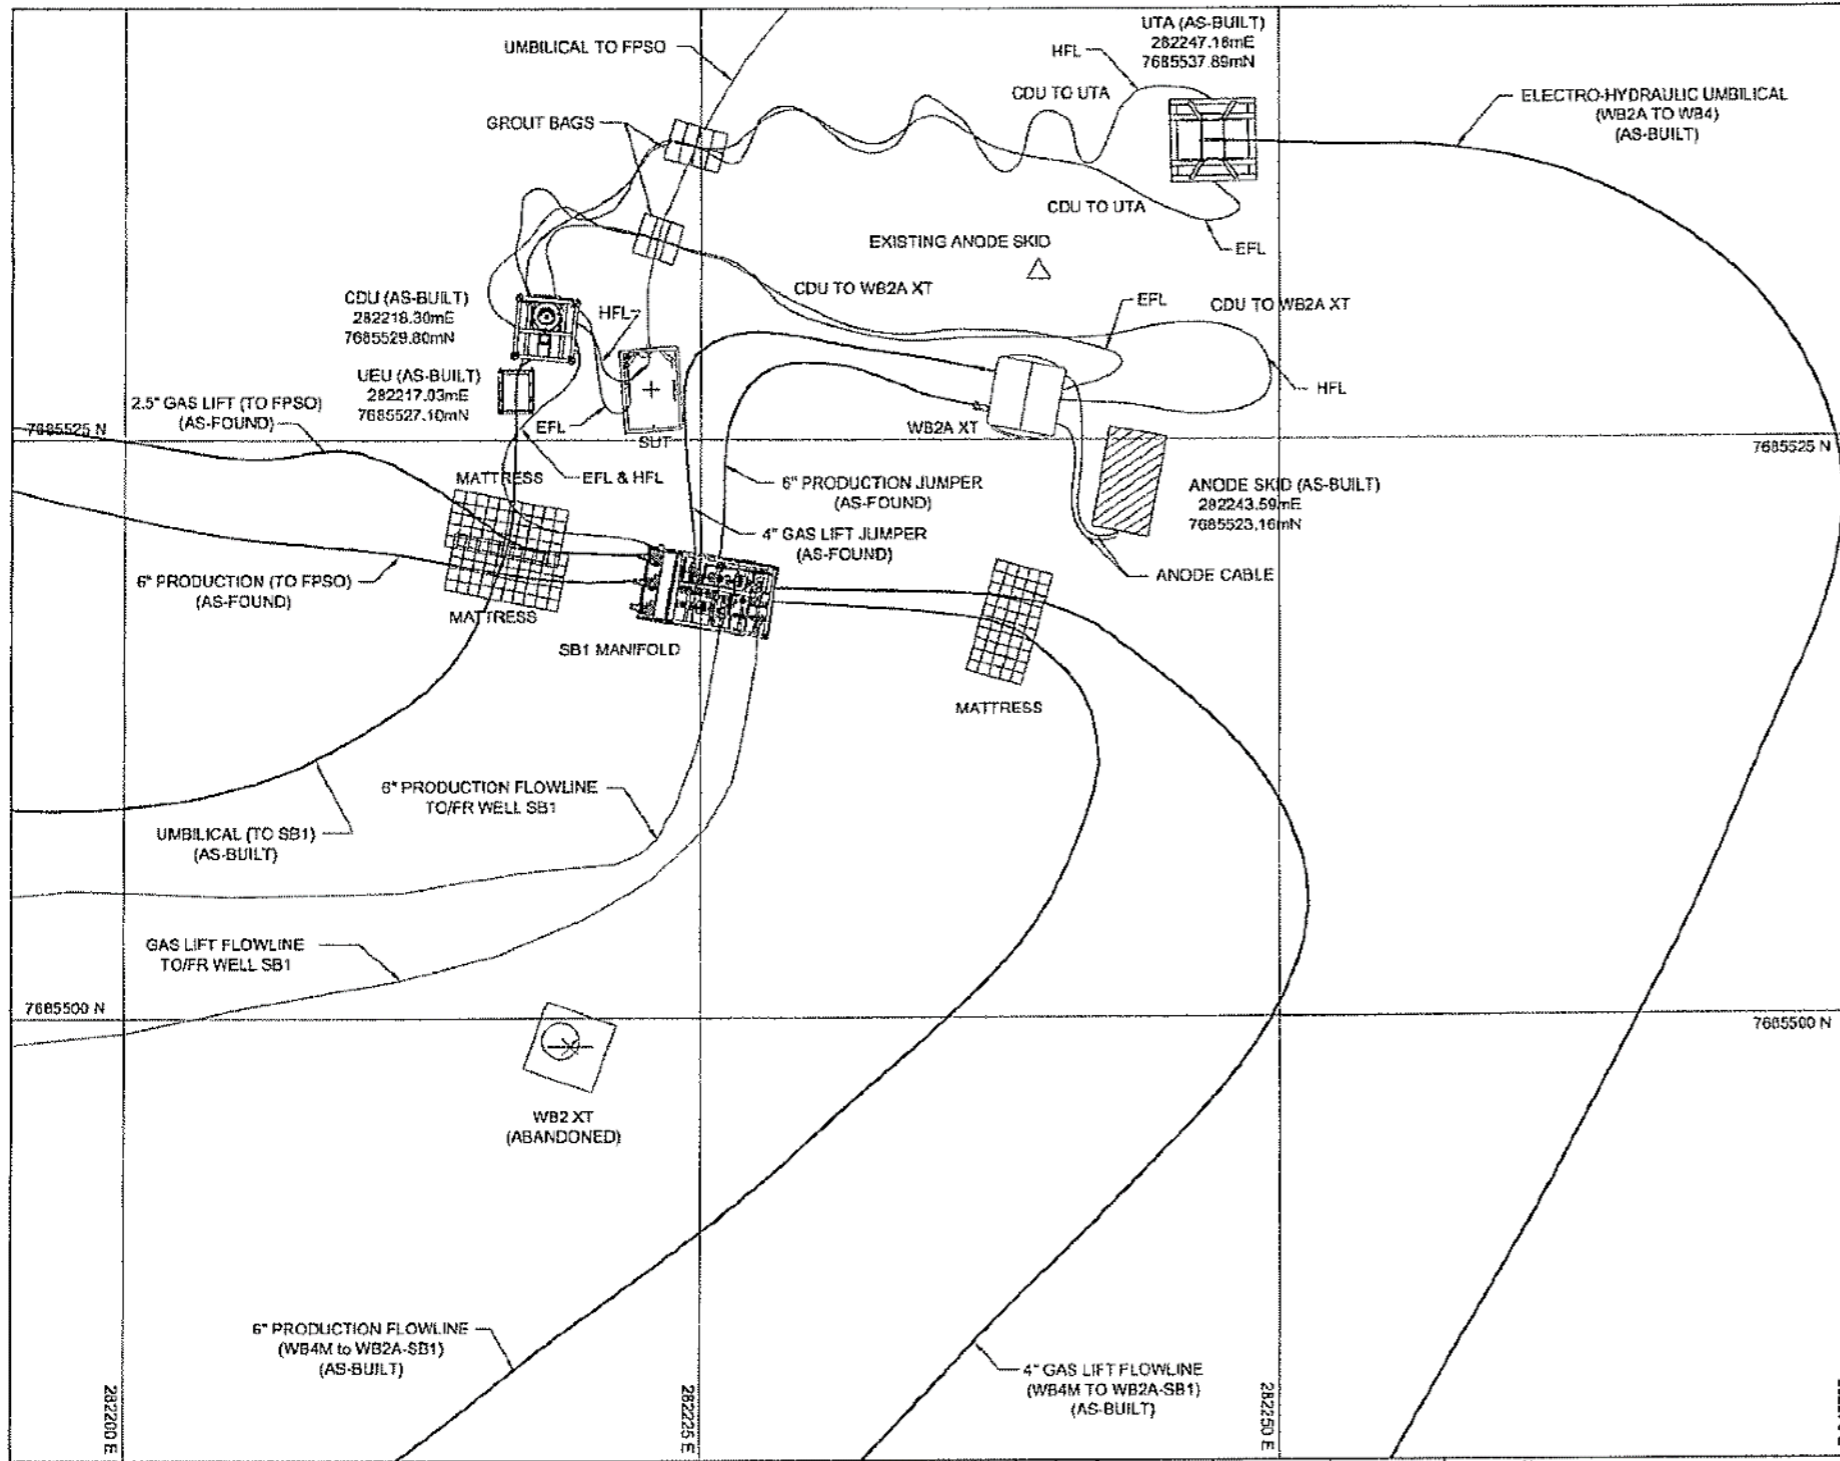 UMBILICAL TO FPSO
GROUT BAGS
HFL
CDU TO UTA
UTA (AS-BUILT)
282247.18mE
7685537.89mN
ELECTRO-HYDRAULIC UMBILICAL
(WB2A TO WB4)
(AS-BUILT)
CDU TO UTA
EFL
EXISTING ANODE SKID
CDU TO WB2A XT
EFL
CDU TO WB2A XT
HFL
CDU (AS-BUILT)
282218.30mE
7685529.80mN
HFL
UEU (AS-BUILT)
282217.03mE
7685527.10mN
2.5" GAS LIFT (TO FPSO)
(AS-FOUND)
7685525 N
EFL
SUT
WB2A XT
7685525 N
MATTRESS
EFL & HFL
6" PRODUCTION JUMPER
(AS-FOUND)
ANODE SKID (AS-BUILT)
282243.59mE
7685523.16mN
4" GAS LIFT JUMPER
(AS-FOUND)
6" PRODUCTION (TO FPSO)
(AS-FOUND)
ANODE CABLE
MATTRESS
SB1 MANIFOLD
MATTRESS
6" PRODUCTION FLOWLINE
TO/FR WELL SB1
UMBILICAL (TO SB1)
(AS-BUILT)
GAS LIFT FLOWLINE
TO/FR WELL SB1
7685500 N
7685500 N
WB2 XT
(ABANDONED)
6" PRODUCTION FLOWLINE
(WB4M to WB2A-SB1)
(AS-BUILT)
4" GAS LIFT FLOWLINE
(WB4M TO WB2A-SB1)
(AS-BUILT)
282200 E
282225 E
282250 E